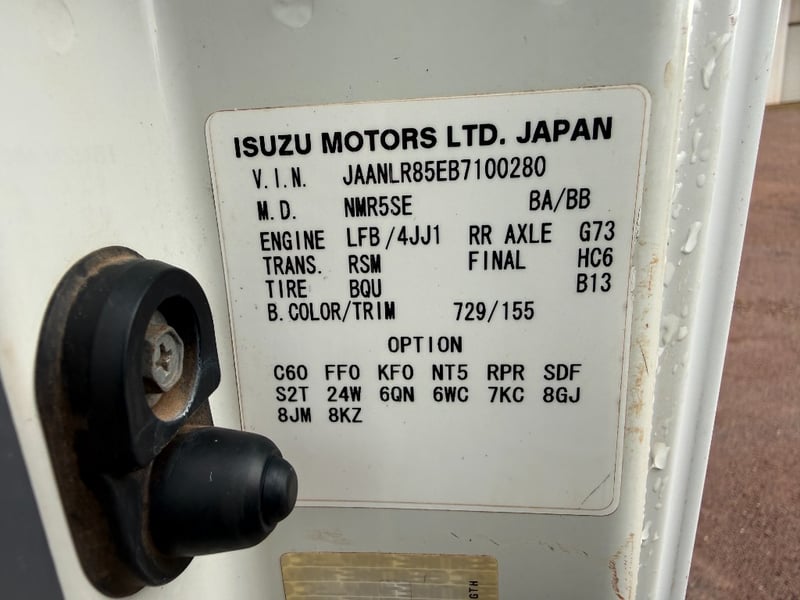 ISUZU MOTORS LTD. JAPAN
V.I.N. JAANLR85EB7100280
M.D. NMR5SE BA/BB
ENGINE LFB/4JJ1 RR AXLE G73
TRANS. RSM FINAL HC6
TIRE BQU B13
B.COLOR/TRIM 729/155
OPTION
C60 FF0 KF0 NT5 RPR SDF
S2T 24W 6QN 6WC 7KC 8GJ
8JM 8KZ